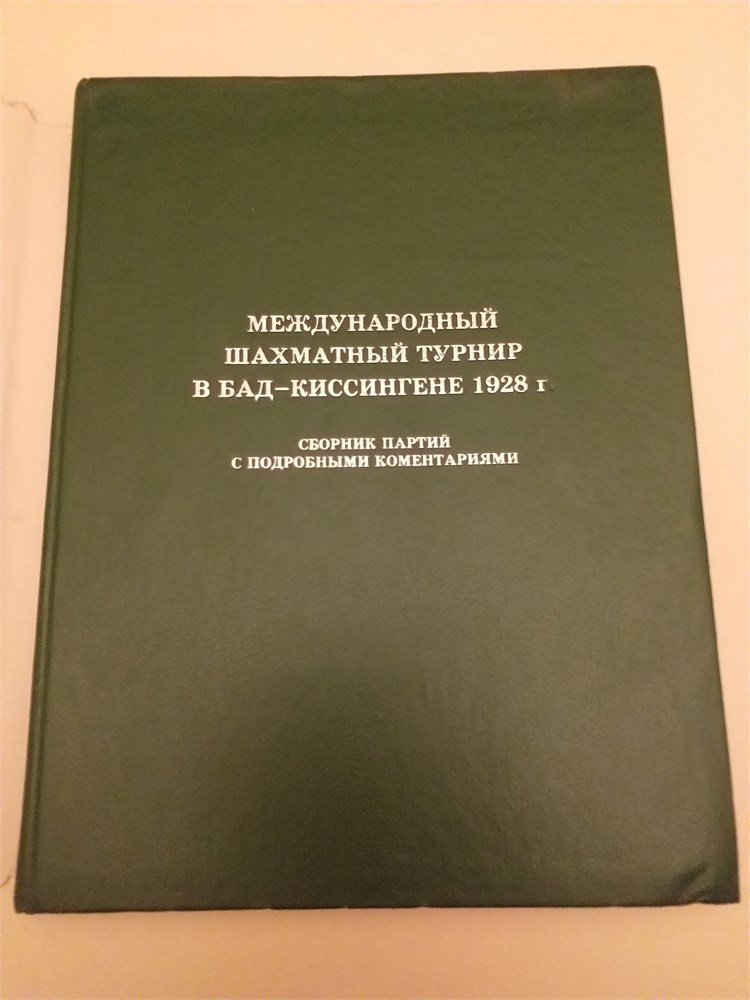 МЕЖДУНАРОДНЫЙ
ШАХМАТНЫЙ ТУРНИР
В БАД–КИССИНГЕНЕ 1928 г.
СБОРНИК ПАРТИЙ
С ПОДРОБНЫМИ КОМЕНТАРИЯМИ